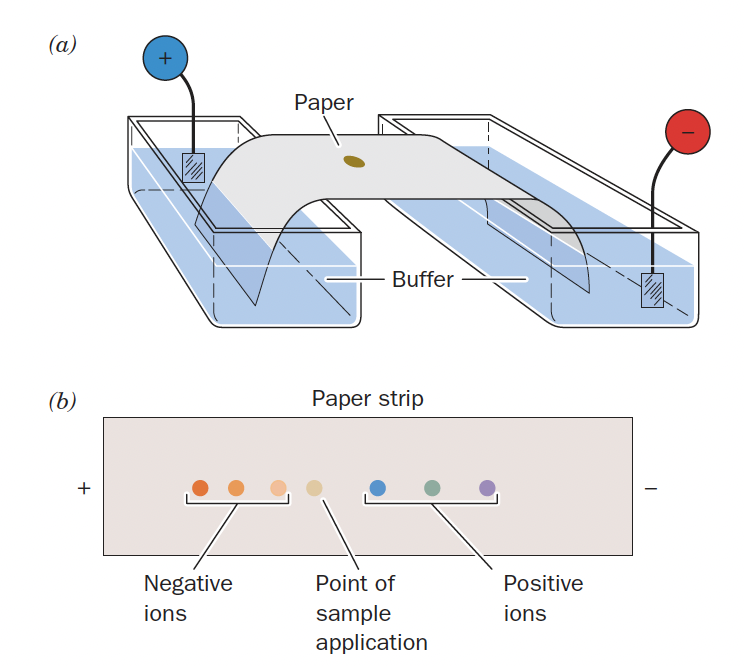 (a)
+
Paper
−
Buffer
(b)
Paper strip
+
−
Negative
ions
Point of
sample
application
Positive
ions